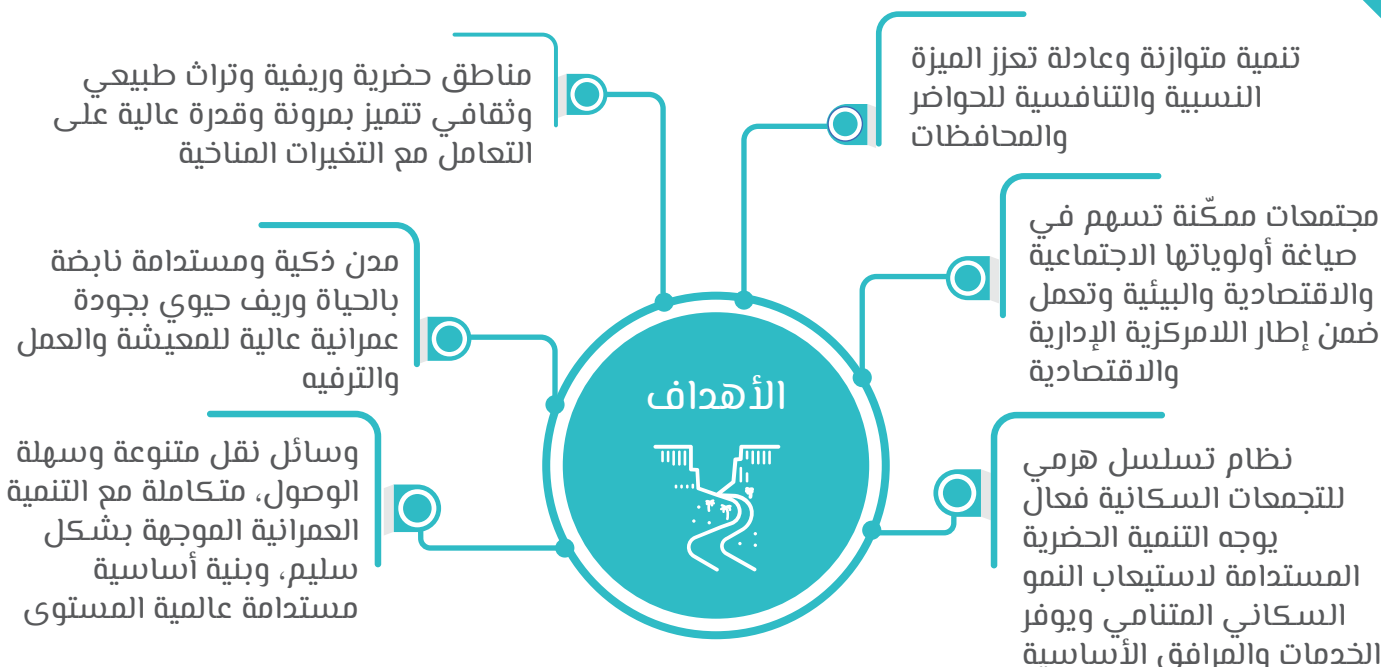 تنمية متوازنة وعادلة تعزز الميزة
النسبية والتنافسية للحواضر
والمحافظات
مجتمعات ممكّنة تسهم في
صياغة أولوياتها الاجتماعية
والاقتصادية والبيئية وتعمل
ضمن إطار اللامركزية الإدارية
والاقتصادية
نظام تسلسل هرمي
للتجمعات السكانية فعال
يوجه التنمية الحضرية
المستدامة لاستيعاب النمو
السكاني المتنامي ويوفر
الخدمات والمرافق الأساسية
الأهداف
مناطق حضرية وريفية وتراث طبيعي
وثقافي تتميز بمرونة وقدرة عالية على
التعامل مع التغيرات المناخية
مدن ذكية ومستدامة نابضة
بالحياة وريف حيوي بجودة
عمرانية عالية للمعيشة والعمل
والترفيه
وسائل نقل متنوعة وسهلة
الوصول، متكاملة مع التنمية
العمرانية الموجهة بشكل
سليم، وبنية أساسية
مستدامة عالمية المستوى